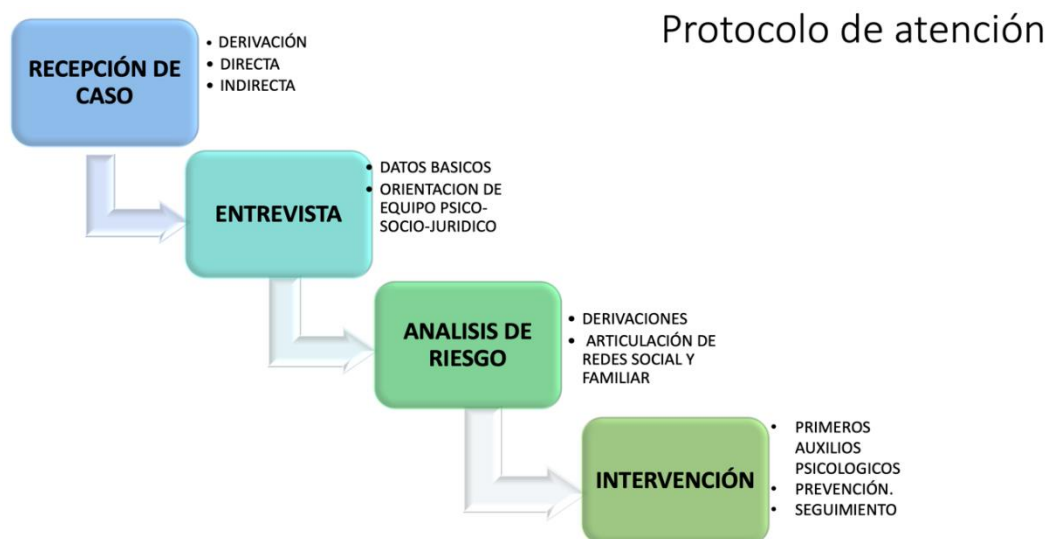 Protocolo de atención
RECEPCIÓN DE
CASO
• DERIVACIÓN
• DIRECTA
• INDIRECTA
ENTREVISTA
• DATOS BASICOS
• ORIENTACION DE
EQUIPO PSICO-
SOCIO-JURIDICO
ANALISIS DE
RIESGO
• DERIVACIONES
• ARTICULACIÓN DE
REDES SOCIAL Y
FAMILIAR
INTERVENCIÓN
• PRIMEROS
AUXILIOS
PSICOLOGICOS
• PREVENCIÓN.
• SEGUIMIENTO